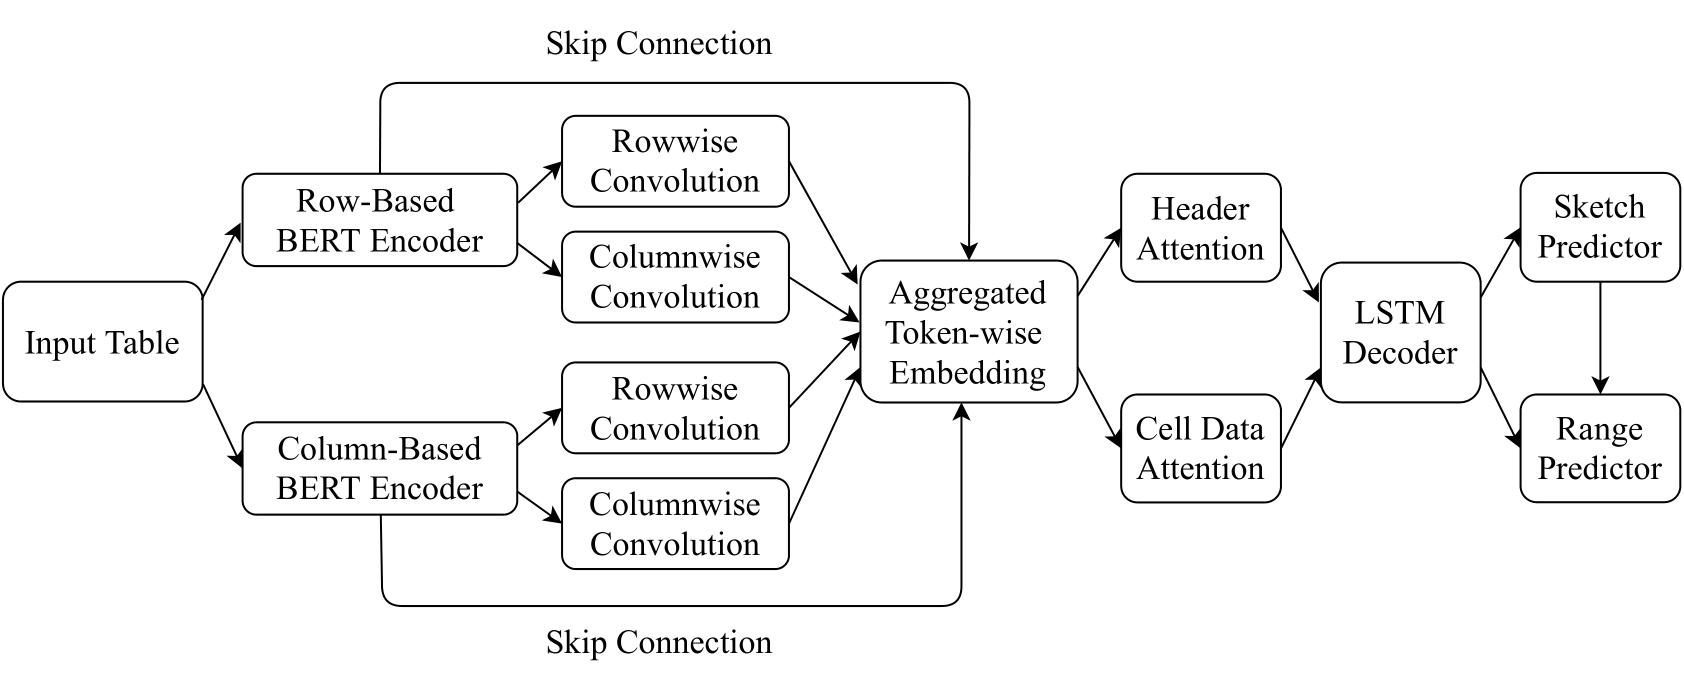 Skip Connection
Rowwise
Convolution
Row-Based
BERT Encoder
Columnwise
Convolution
Input Table
Column-Based
BERT Encoder
Rowwise
Convolution
Columnwise
Convolution
Skip Connection
Aggregated
Token-wise
Embedding
Header
Attention
Cell Data
Attention
LSTM
Decoder
Sketch
Predictor
Range
Predictor